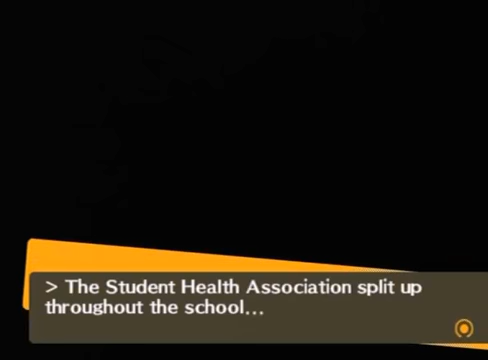 > The Student Health Association split up
throughout the school...